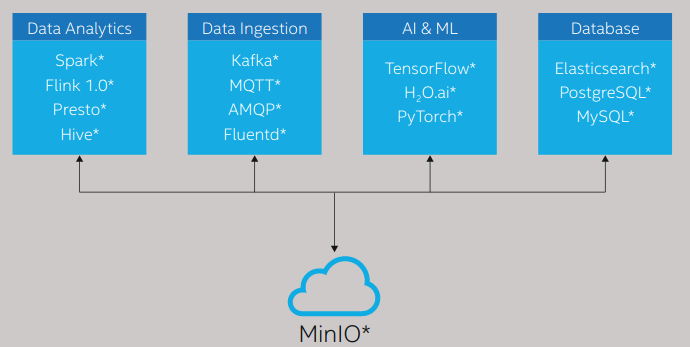 Data Analytics
Spark*
Flink 1.0*
Presto*
Hive*
Data Ingestion
Kafka*
MQTT*
AMQP*
Fluentd*
AI & ML
TensorFlow*
H₂O.ai*
PyTorch*
Database
Elasticsearch*
PostgreSQL*
MySQL*
MinIO*